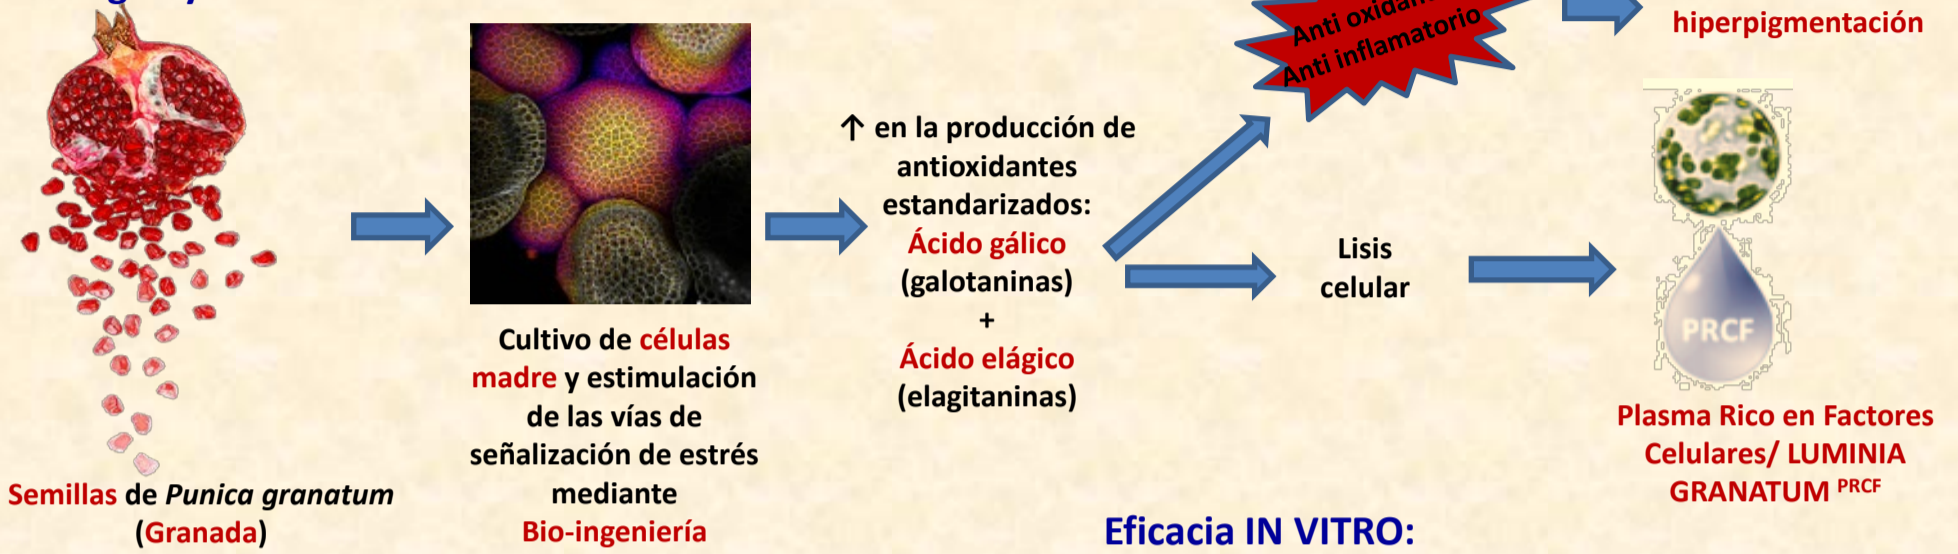 Anti oxidan
Anti inflamatorio
hiperpigmentación
↑ en la producción de
antioxidantes
estandarizados:
Ácido gálico
(galotaninas)
+
Ácido elágico
(elagitaninas)
Lisis
celular
PRCF
Cultivo de células
madre y estimulación
de las vías de
señalización de estrés
mediante
Bio-ingeniería
Semillas de Punica granatum
(Granada)
Plasma Rico en Factores
Celulares/ LUMINIA
GRANATUM PRCF
Eficacia IN VITRO: